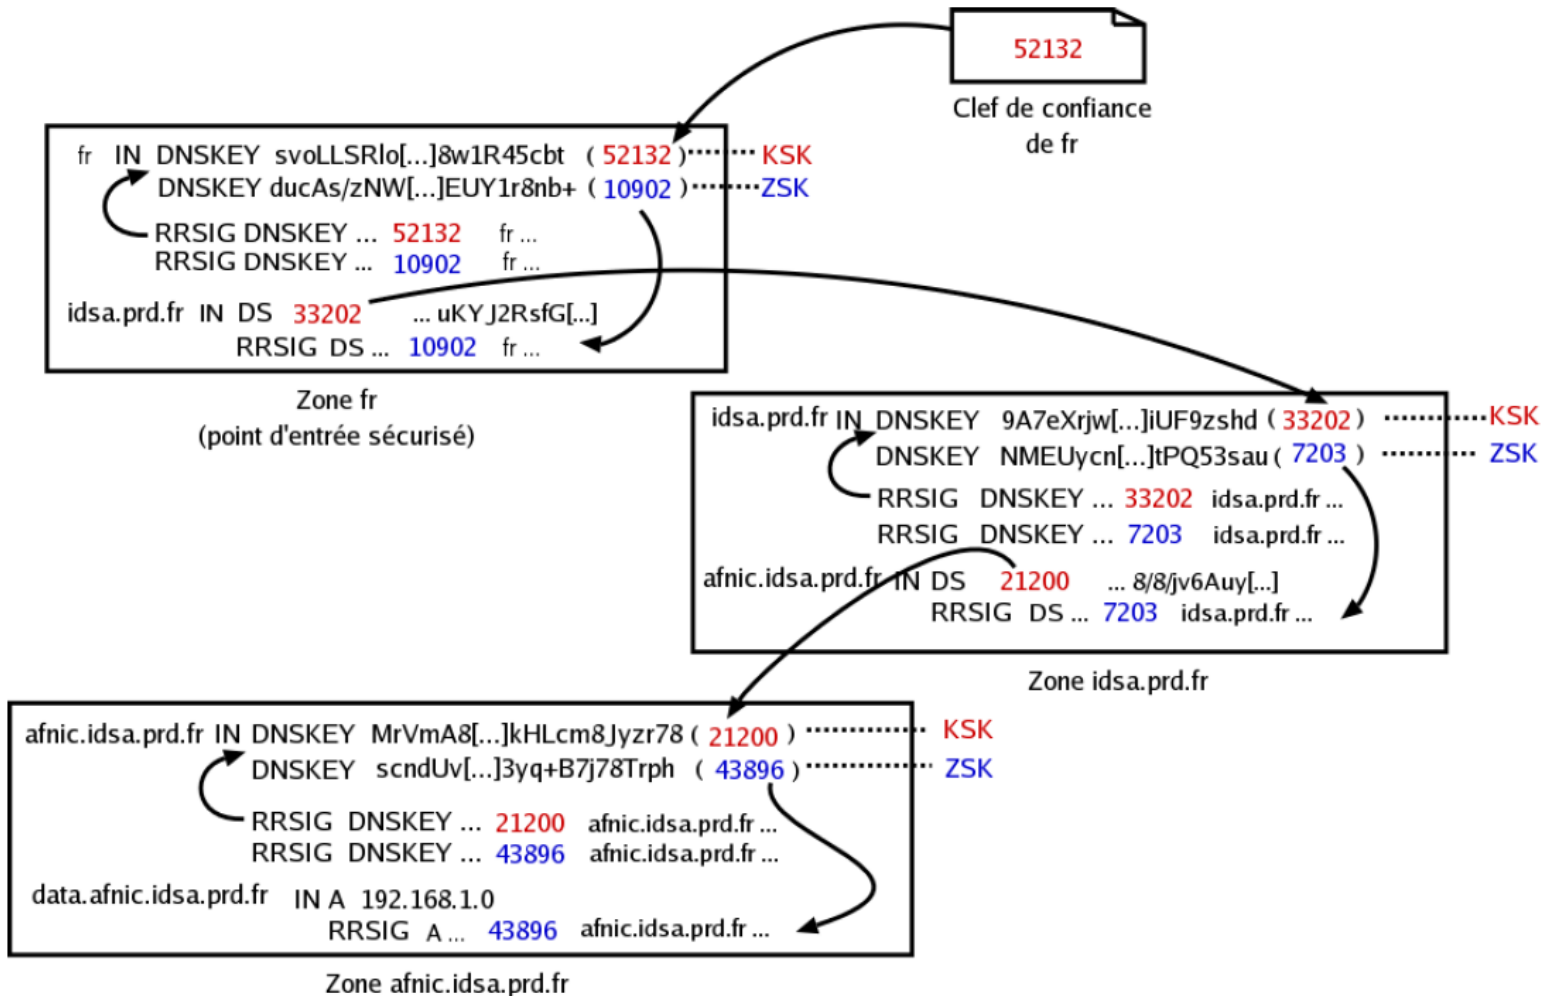 52132
Clef de confiance
de fr
fr IN DNSKEY svoLLSRlo[...]8w1R45cbt ( 52132 ) KSK
DNSKEY ducAs/zNW[...]EUY1r8nb+ ( 10902 ) ZSK
RRSIG DNSKEY ... 52132 fr ...
RRSIG DNSKEY ... 10902 fr ...
idsa.prd.fr IN DS 33202 ... uKYJ2RsfG[...]
RRSIG DS ... 10902 fr ...
Zone fr
(point d'entrée sécurisé)
idsa.prd.fr IN DNSKEY 9A7eXrjw[...]iUF9zshd ( 33202 ) KSK
DNSKEY NMEUycn[...]tPQ53sau ( 7203 ) ZSK
RRSIG DNSKEY ... 33202 idsa.prd.fr ...
RRSIG DNSKEY ... 7203 idsa.prd.fr ...
afnic.idsa.prd.fr IN DS 21200 ... 8/8/jv6Auy[...]
RRSIG DS ... 7203 idsa.prd.fr ...
Zone idsa.prd.fr
afnic.idsa.prd.fr IN DNSKEY MrVmA8[...]kHLcm8Jyzr78 ( 21200 ) KSK
DNSKEY scndUv[...]3yq+B7j78Trph ( 43896 ) ZSK
RRSIG DNSKEY ... 21200 afnic.idsa.prd.fr ...
RRSIG DNSKEY ... 43896 afnic.idsa.prd.fr ...
data.afnic.idsa.prd.fr IN A 192.168.1.0
RRSIG A ... 43896 afnic.idsa.prd.fr ...
Zone afnic.idsa.prd.fr